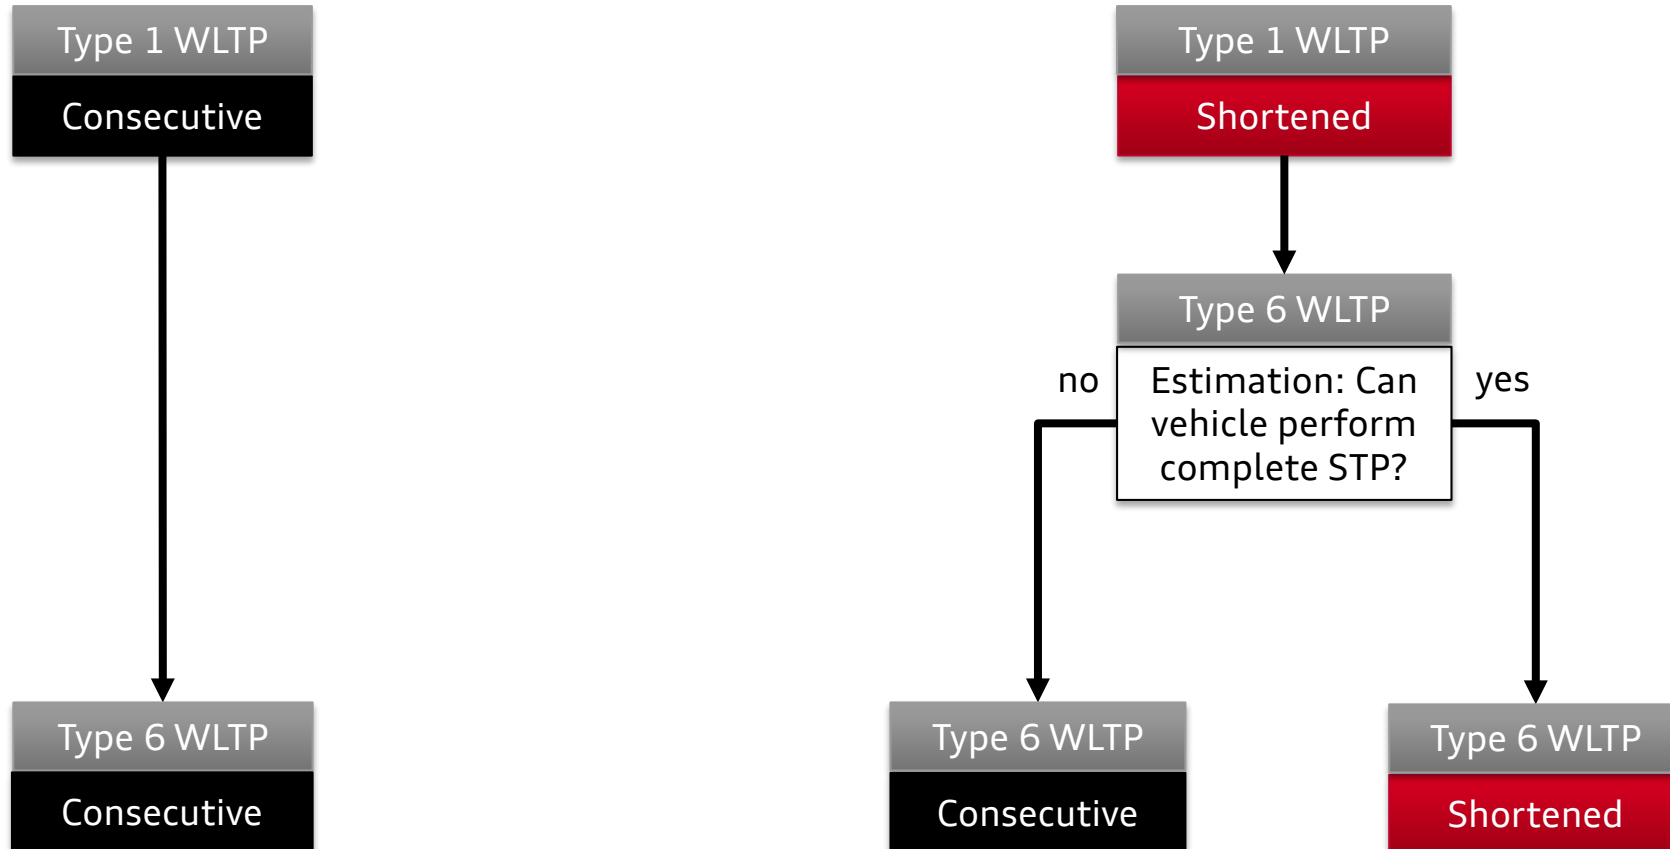 Type 1 WLTP
Consecutive
Type 6 WLTP
Consecutive
Type 1 WLTP
Shortened
Type 6 WLTP
no
Estimation: Can
vehicle perform
complete STP?
yes
Type 6 WLTP
Consecutive
Type 6 WLTP
Shortened